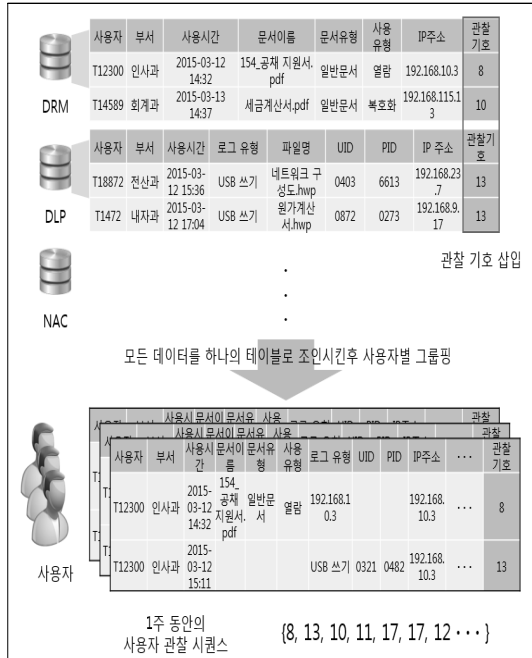 사용자 부서 사용시간 문서이름 문서유형 사용 유형 IP주소 관찰 기호
T12300 인사과 2015-03-12 14:32 154_공채 지원서.pdf 일반문서 열람 192.168.10.3 8
T14589 회계과 2015-03-13 14:37 세금계산서.pdf 일반문서 복호화 192.168.115.13 10
DRM
사용자 부서 사용시간 로그 유형 파일명 UID PID IP 주소 관찰기호
T18872 전산과 2015-03-12 15:36 USB 쓰기 네트워크 구성도.hwp 0403 6613 192.168.23.7 13
T1472 내자과 2015-03-12 17:04 USB 쓰기 원가계산서.hwp 0872 0273 192.168.9.17 13
DLP
관찰 기호 삽입
NAC
모든 데이터를 하나의 테이블로 조인시킨후 사용자별 그룹핑
사용자 부서 사용시간 문서이름 문서유형 사용 유형 로그 유형 UID PID IP주소 ··· 관찰 기호
T12300 인사과 2015-03-12 14:32 154_공채 지원서.pdf 일반문서 열람 192.168.10.3 192.168.10.3 ··· 8
T12300 인사과 2015-03-12 15:11 USB 쓰기 0321 0482 192.168.10.3 ··· 13
사용자
1주 동안의
사용자 관찰 시퀀스
{8, 13, 10, 11, 17, 17, 12 ···}